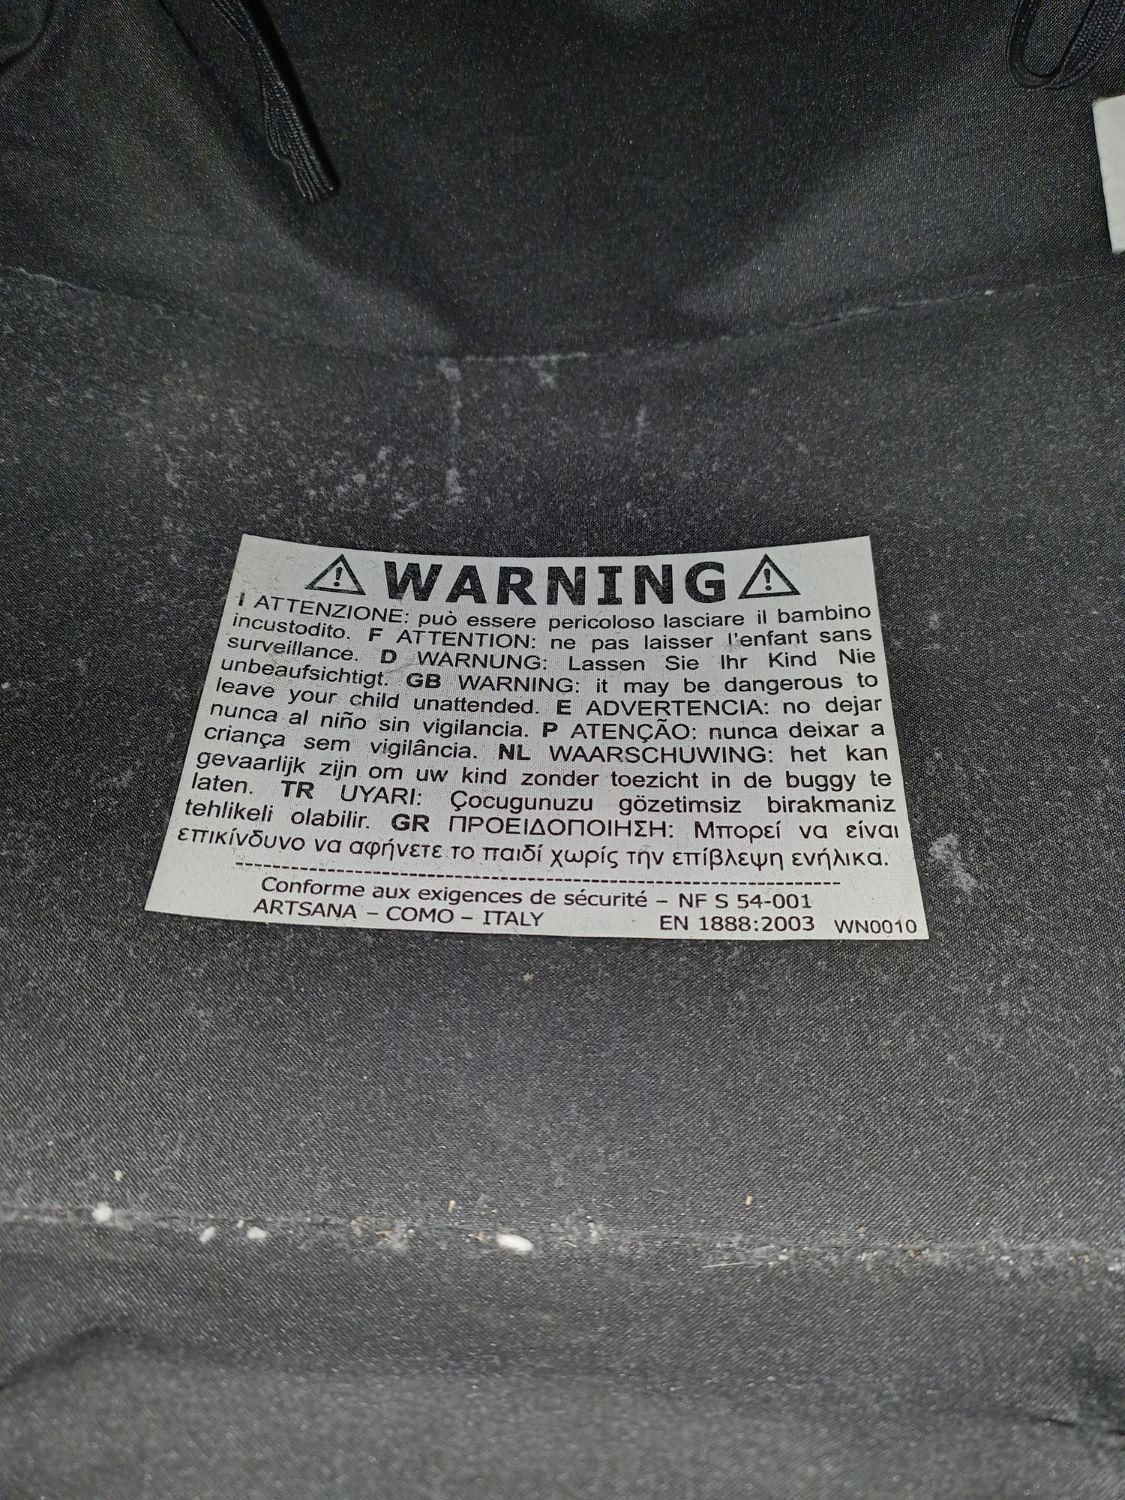 WARNING
I ATTENZIONE: può essere pericoloso lasciare il bambino
incustodito. F ATTENTION: ne pas laisser l'enfant sans
surveillance. D WARNUNG: Lassen Sie Ihr Kind Nie
unbeaufsichtigt. GB WARNING: it may be dangerous to
leave your child unattended. E ADVERTENCIA: no dejar
nunca al niño sin vigilancia. P ATENÇÃO: nunca deixar a
criança sem vigilância. NL WAARSCHUWING: het kan
gevaarlijk zijn om uw kind zonder toezicht in de buggy te
laten. TR UYARI: Çocugunuzu gözetimsiz birakmaniz
tehlikeli olabilir. GR ΠΡΟΕΙΔΟΠΟΙΗΣΗ: Μπορεί να είναι
επικίνδυνο να αφήνετε το παιδί χωρίς την επίβλεψη ενήλικα.
Conforme aux exigences de sécurité – NF S 54-001
ARTSANA – COMO – ITALY EN 1888:2003 WN0010